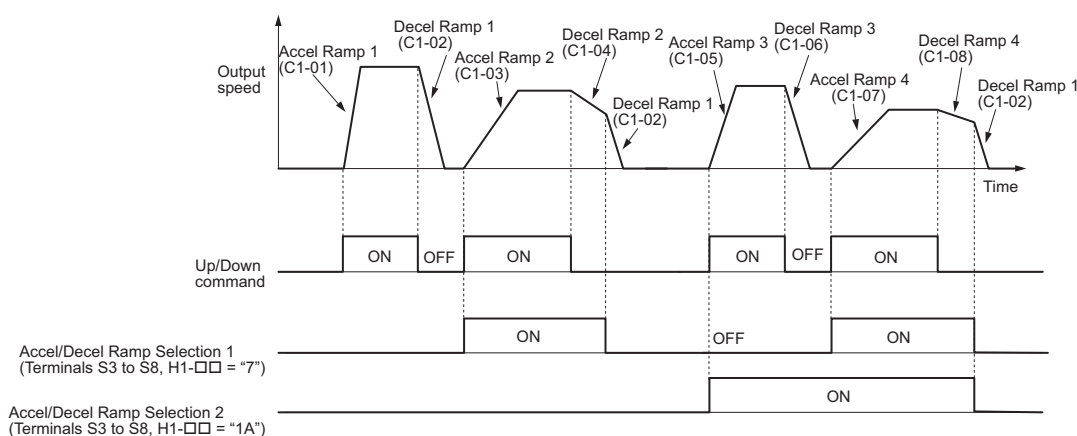 Output
speed
Accel Ramp 1
(C1-01)
Decel Ramp 1
(C1-02)
Accel Ramp 2
(C1-03)
Decel Ramp 2
(C1-04)
Decel Ramp 1
(C1-02)
Accel Ramp 3
(C1-05)
Decel Ramp 3
(C1-06)
Accel Ramp 4
(C1-07)
Decel Ramp 4
(C1-08)
Decel Ramp 1
(C1-02)
Time
Up/Down
command
ON
OFF
ON
ON
OFF
ON
Accel/Decel Ramp Selection 1
(Terminals S3 to S8, H1-□□ = “7”)
ON
OFF
ON
Accel/Decel Ramp Selection 2
(Terminals S3 to S8, H1-□□ = “1A”)
ON